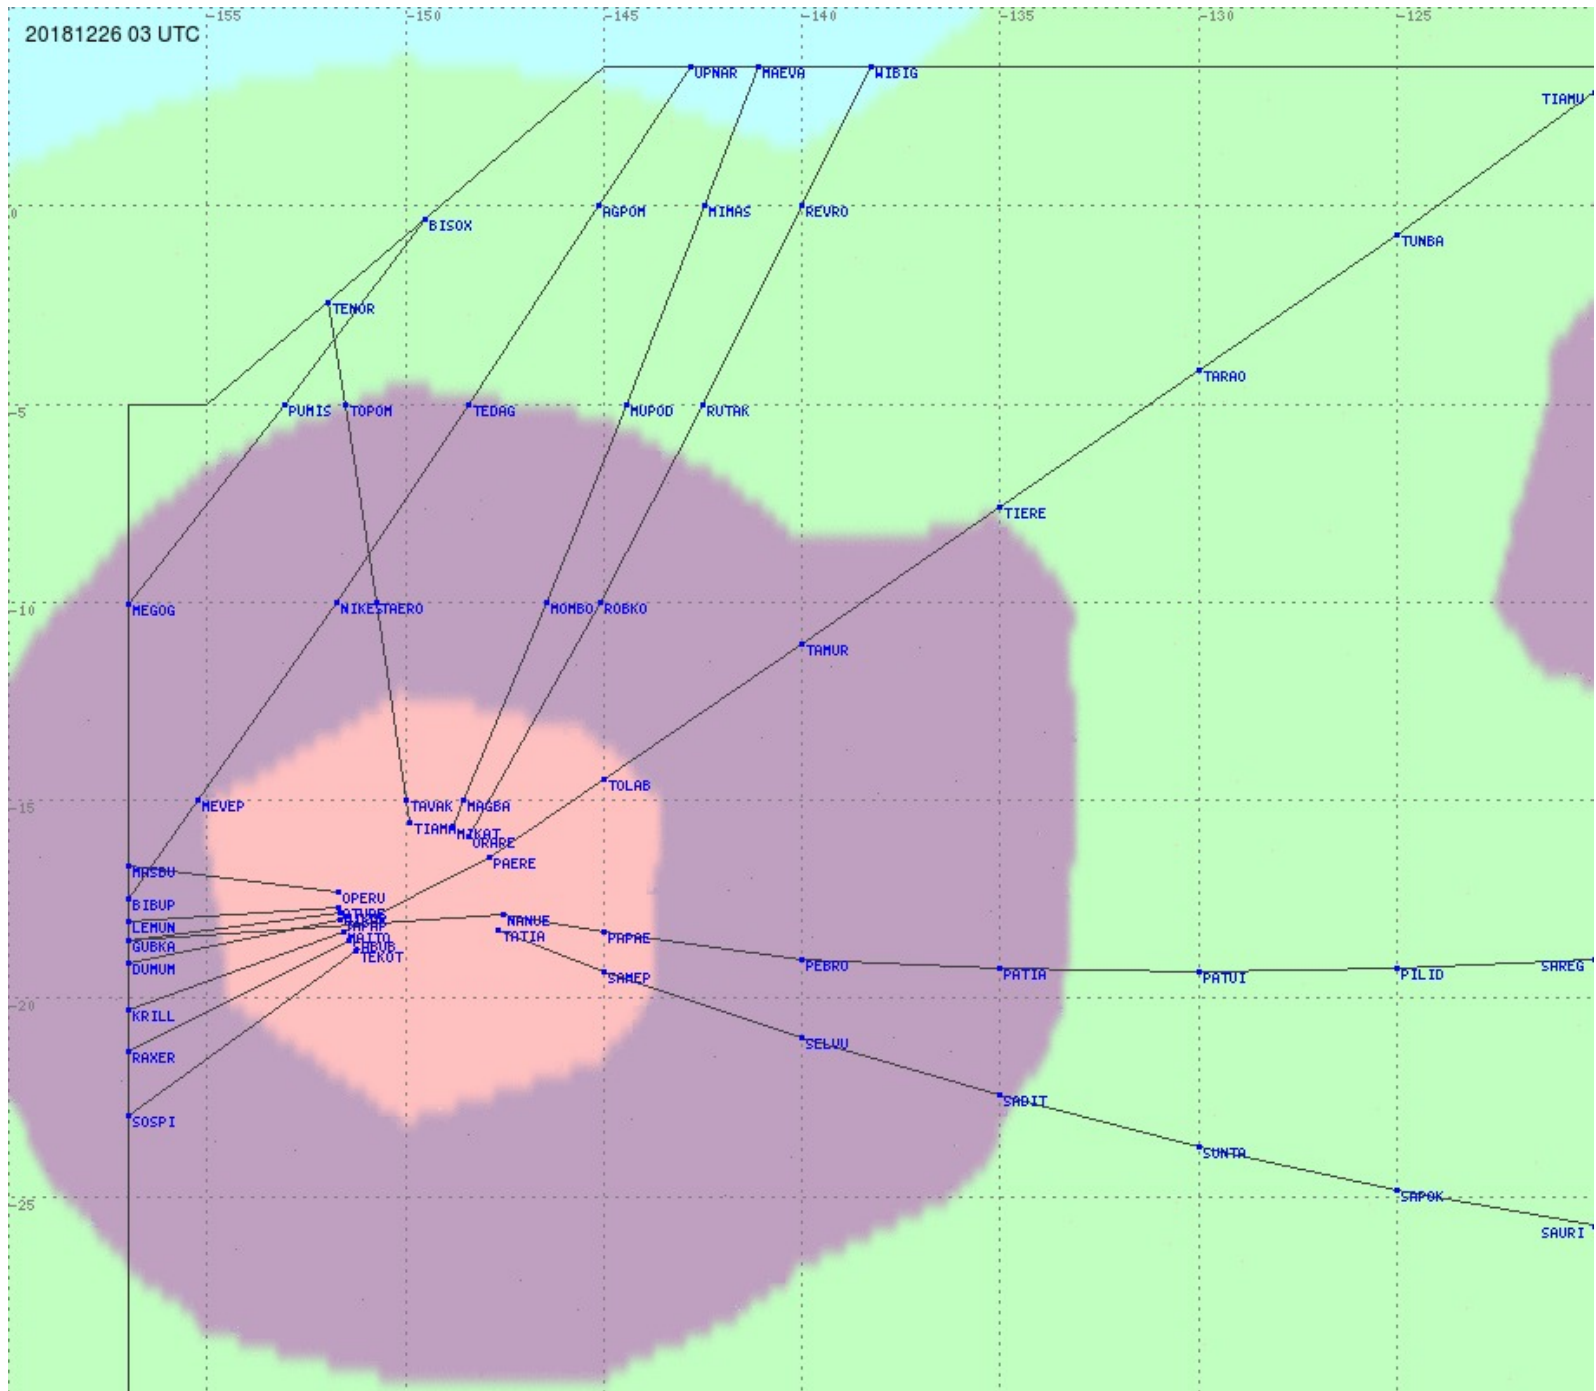 -155 -150 -145 -140 -135 -130 -125
20181226 03 UTC
UPNAR MAEVA WIBIG
TIAMU
0
BISOX AGPOM MIMAS REVRO
TUNBA
TENOR
TARAO
-5
PUMIS TOPOM TEDAG MUPOD RUTAK
TIERE
-10
MEGOG NIKES TAERO MOMBO ROBKO
TAMUR
TOLAB
-15
MEVEP TAVAK MAGBA
TIAMA MIKAT
ORARE
PAERE
MASBU
OPERU
BIBUP
NANUE
LEMUN
TATIA PAPAE
GUBKA
MAITO
TEKOT
DUMUM PEBRO PATIA PATUI PILID SAREG
SAMEP
-20
KRILL
SELVU
RAXER
SADIT
SOSPI
SUNTA
SAPOK
-25
SAURI